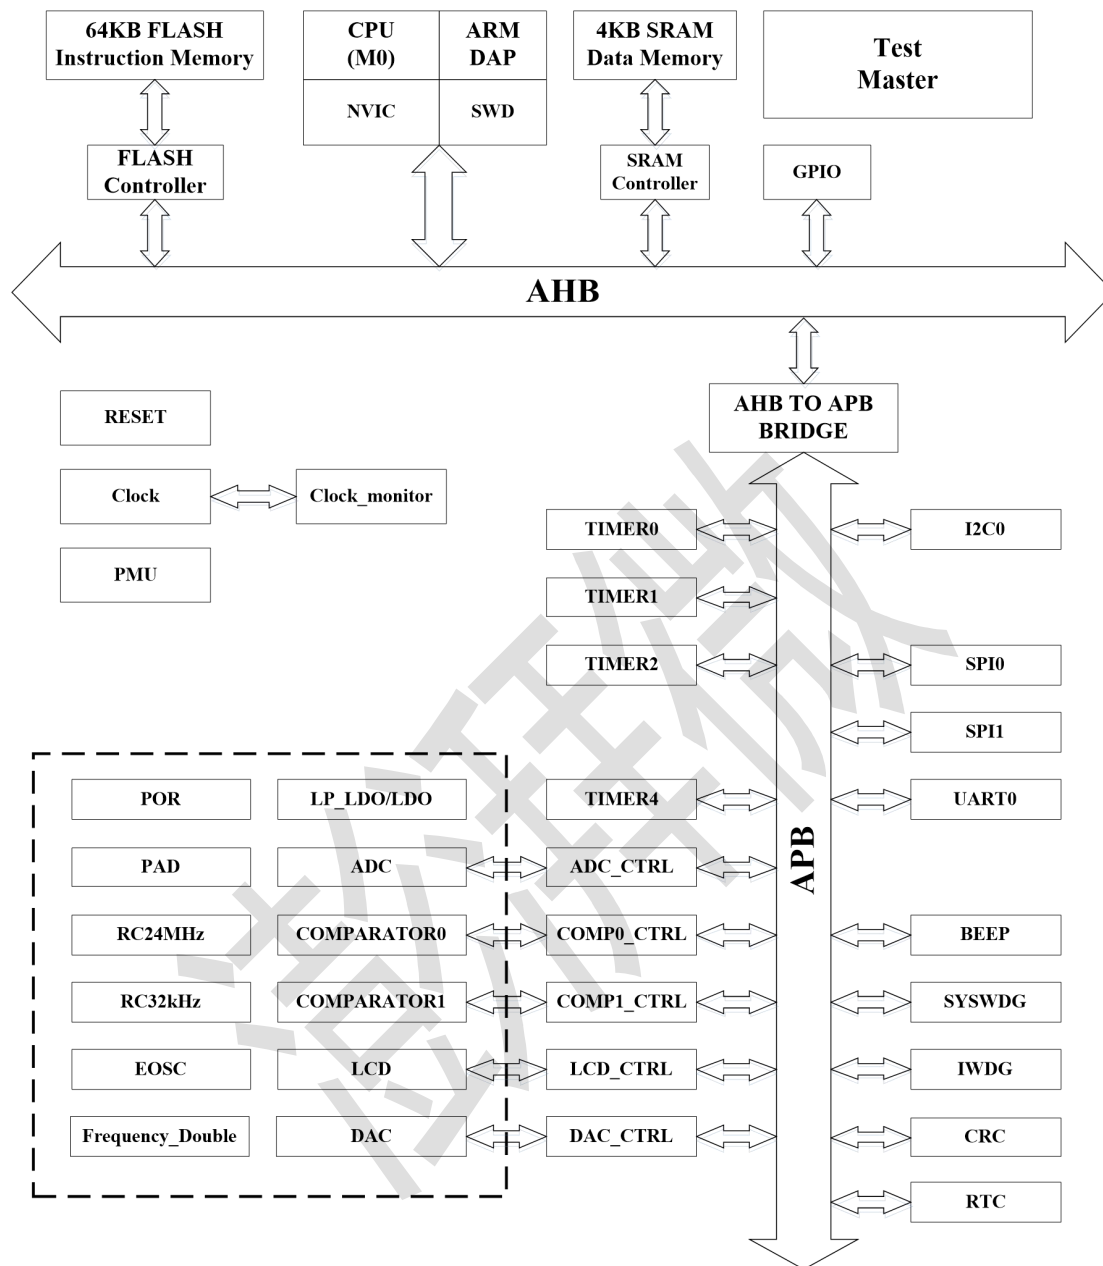 64KB FLASH
Instruction Memory
CPU
(M0)
ARM
DAP
NVIC
SWD
4KB SRAM
Data Memory
Test
Master
FLASH
Controller
SRAM
Controller
GPIO
AHB
AHB TO APB
BRIDGE
RESET
Clock
Clock_monitor
PMU
TIMER0
I2C0
TIMER1
TIMER2
SPI0
SPI1
POR
LP_LDO/LDO
TIMER4
UART0
APB
PAD
ADC
ADC_CTRL
RC24MHz
COMPARATOR0
COMP0_CTRL
BEEP
RC32kHz
COMPARATOR1
COMP1_CTRL
SYSWDG
EOSC
LCD
LCD_CTRL
IWDG
Frequency_Double
DAC
DAC_CTRL
CRC
RTC
澎湃微